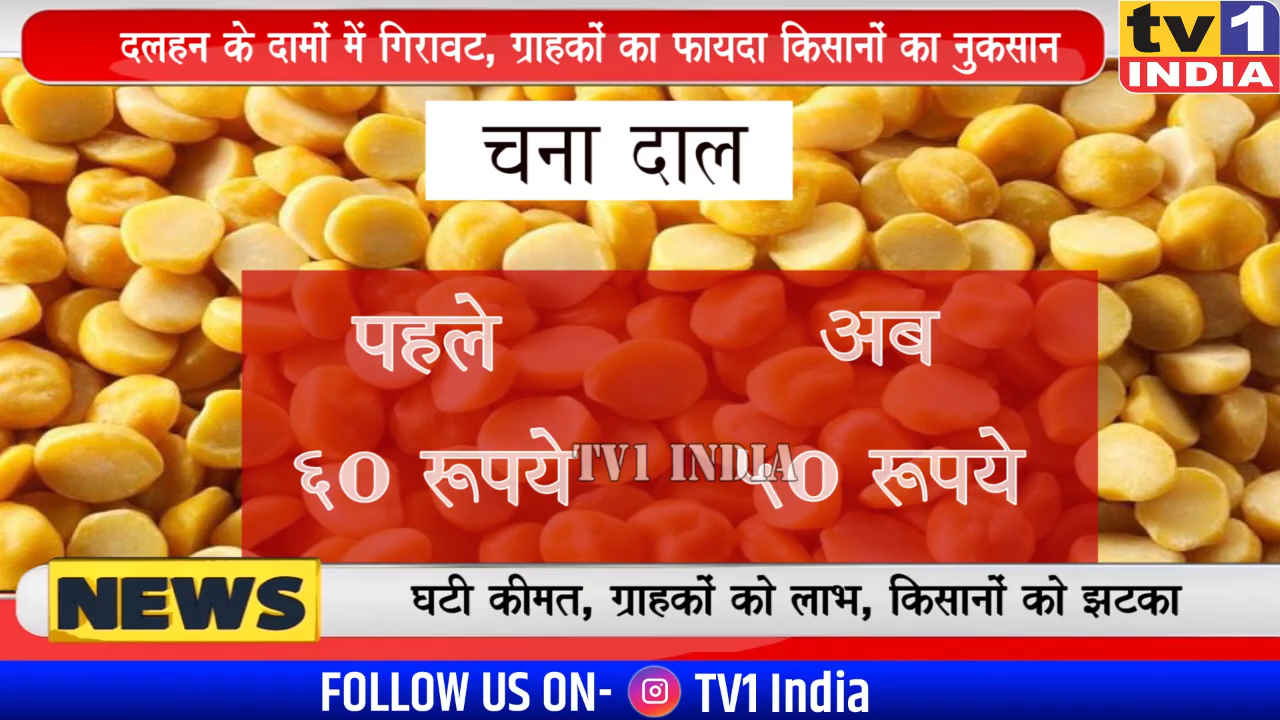 दलहन के दामों में गिरावट, ग्राहकों का फायदा किसानों का नुकसान
tv1
INDIA
चना दाल
पहले अब
६0 रूपये TV1 INDIA रूपये
NEWS
घटी कीमत, ग्राहकों को लाभ, किसानों को झटका
FOLLOW US ON- TV1 India